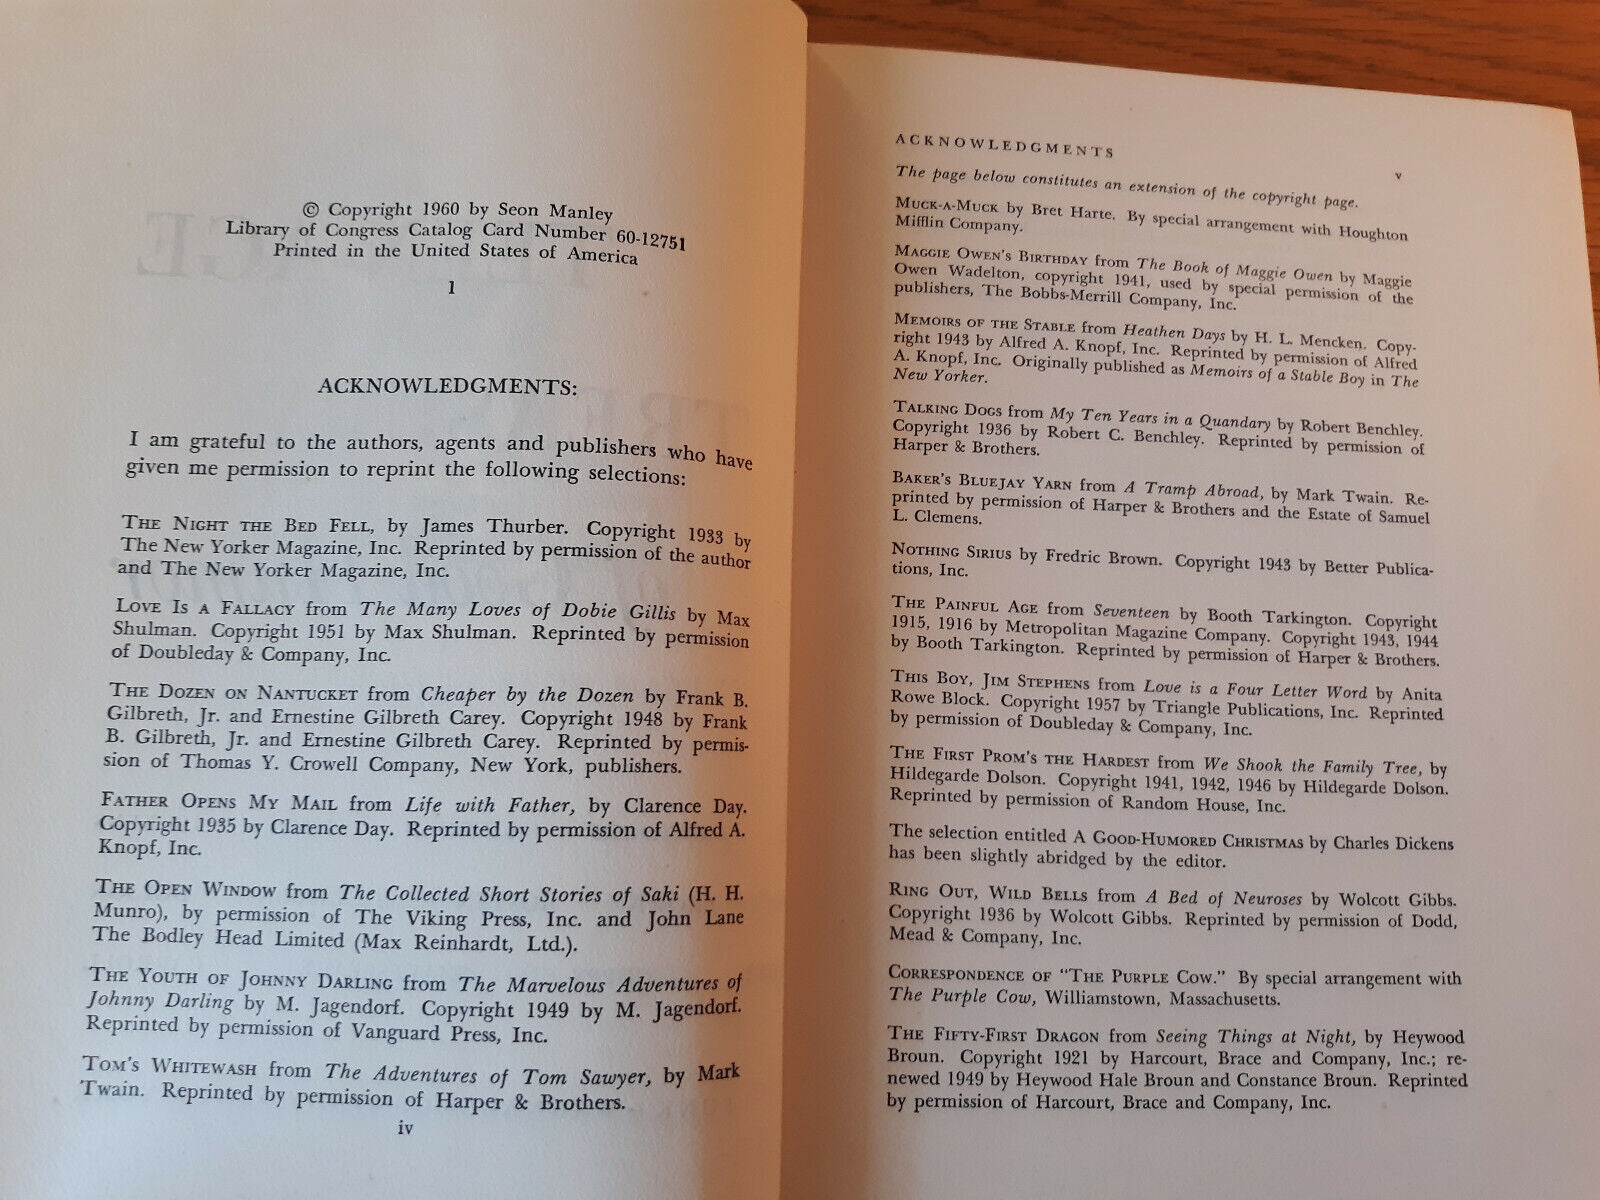 © Copyright 1960 by Seon Manley
Library of Congress Catalog Card Number 60-12751
Printed in the United States of America
1
ACKNOWLEDGMENTS:
I am grateful to the authors, agents and publishers who have
given me permission to reprint the following selections:
THE NIGHT THE BED FELL, by James Thurber. Copyright 1933 by
The New Yorker Magazine, Inc. Reprinted by permission of the author
and The New Yorker Magazine, Inc.
LOVE IS A FALLACY from The Many Loves of Dobie Gillis by Max
Shulman. Copyright 1951 by Max Shulman. Reprinted by permission
of Doubleday & Company, Inc.
THE DOZEN ON NANTUCKET from Cheaper by the Dozen by Frank B.
Gilbreth, Jr. and Ernestine Gilbreth Carey. Copyright 1948 by Frank
B. Gilbreth, Jr. and Ernestine Gilbreth Carey. Reprinted by permis-
sion of Thomas Y. Crowell Company, New York, publishers.
FATHER OPENS MY MAIL from Life with Father, by Clarence Day.
Copyright 1935 by Clarence Day. Reprinted by permission of Alfred A.
Knopf, Inc.
THE OPEN WINDOW from The Collected Short Stories of Saki (H. H.
Munro), by permission of The Viking Press, Inc. and John Lane
The Bodley Head Limited (Max Reinhardt, Ltd.).
THE YOUTH OF JOHNNY DARLING from The Marvelous Adventures of
Johnny Darling by M. Jagendorf. Copyright 1949 by M. Jagendorf.
Reprinted by permission of Vanguard Press, Inc.
TOM'S WHITEWASH from The Adventures of Tom Sawyer, by Mark
Twain. Reprinted by permission of Harper & Brothers.
iv
ACKNOWLEDGMENTS
v
The page below constitutes an extension of the copyright page.
MUCK-A-MUCK by Bret Harte. By special arrangement with Houghton
Mifflin Company.
MAGGIE OWEN'S BIRTHDAY from The Book of Maggie Owen by Maggie
Owen Wadelton, copyright 1941, used by special permission of the
publishers, The Bobbs-Merrill Company, Inc.
MEMOIRS OF THE STABLE from Heathen Days by H. L. Mencken. Copy-
right 1943 by Alfred A. Knopf, Inc. Reprinted by permission of Alfred
A. Knopf, Inc. Originally published as Memoirs of a Stable Boy in The
New Yorker.
TALKING DOGS from My Ten Years in a Quandary by Robert Benchley.
Copyright 1936 by Robert C. Benchley. Reprinted by permission of
Harper & Brothers.
BAKER'S BLUEJAY YARN from A Tramp Abroad, by Mark Twain. Re-
printed by permission of Harper & Brothers and the Estate of Samuel
L. Clemens.
NOTHING SIRIUS by Fredric Brown. Copyright 1943 by Better Publica-
tions, Inc.
THE PAINFUL AGE from Seventeen by Booth Tarkington. Copyright
1915, 1916 by Metropolitan Magazine Company. Copyright 1943, 1944
by Booth Tarkington. Reprinted by permission of Harper & Brothers.
THIS BOY, JIM STEPHENS from Love is a Four Letter Word by Anita
Rowe Block. Copyright 1957 by Triangle Publications, Inc. Reprinted
by permission of Doubleday & Company, Inc.
THE FIRST PROM'S THE HARDEST from We Shook the Family Tree, by
Hildegarde Dolson. Copyright 1941, 1942, 1946 by Hildegarde Dolson.
Reprinted by permission of Random House, Inc.
The selection entitled A GOOD-HUMORED CHRISTMAS by Charles Dickens
has been slightly abridged by the editor.
RING OUT, WILD BELLS from A Bed of Neuroses by Wolcott Gibbs.
Copyright 1936 by Wolcott Gibbs. Reprinted by permission of Dodd,
Mead & Company, Inc.
CORRESPONDENCE OF "THE PURPLE COW." By special arrangement with
The Purple Cow, Williamstown, Massachusetts.
THE FIFTY-FIRST DRAGON from Seeing Things at Night, by Heywood
Broun. Copyright 1921 by Harcourt, Brace and Company, Inc.; re-
newed 1949 by Heywood Hale Broun and Constance Broun. Reprinted
by permission of Harcourt, Brace and Company, Inc.